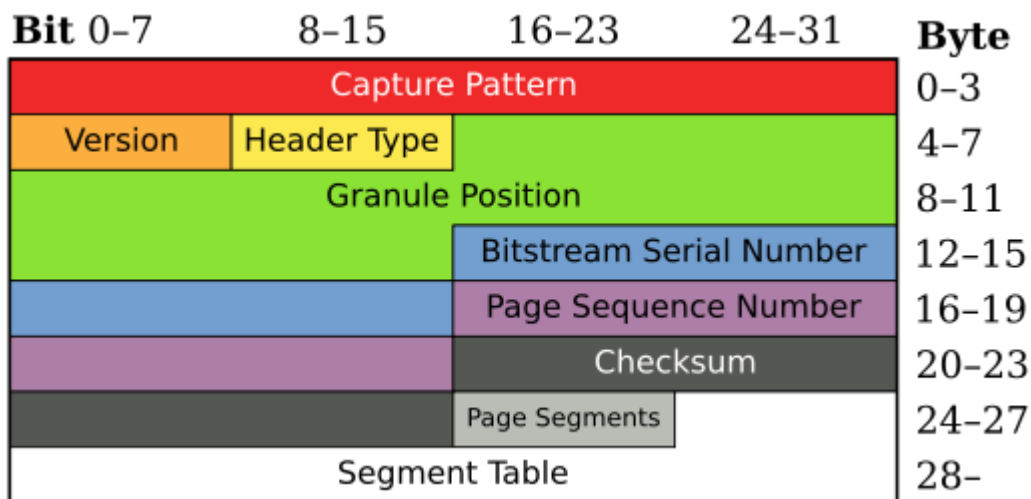 Bit 0–7 8–15 16–23 24–31 Byte
Capture Pattern 0–3
Version Header Type 4–7
Granule Position 8–11
Bitstream Serial Number 12–15
Page Sequence Number 16–19
Checksum 20–23
Page Segments 24–27
Segment Table 28–